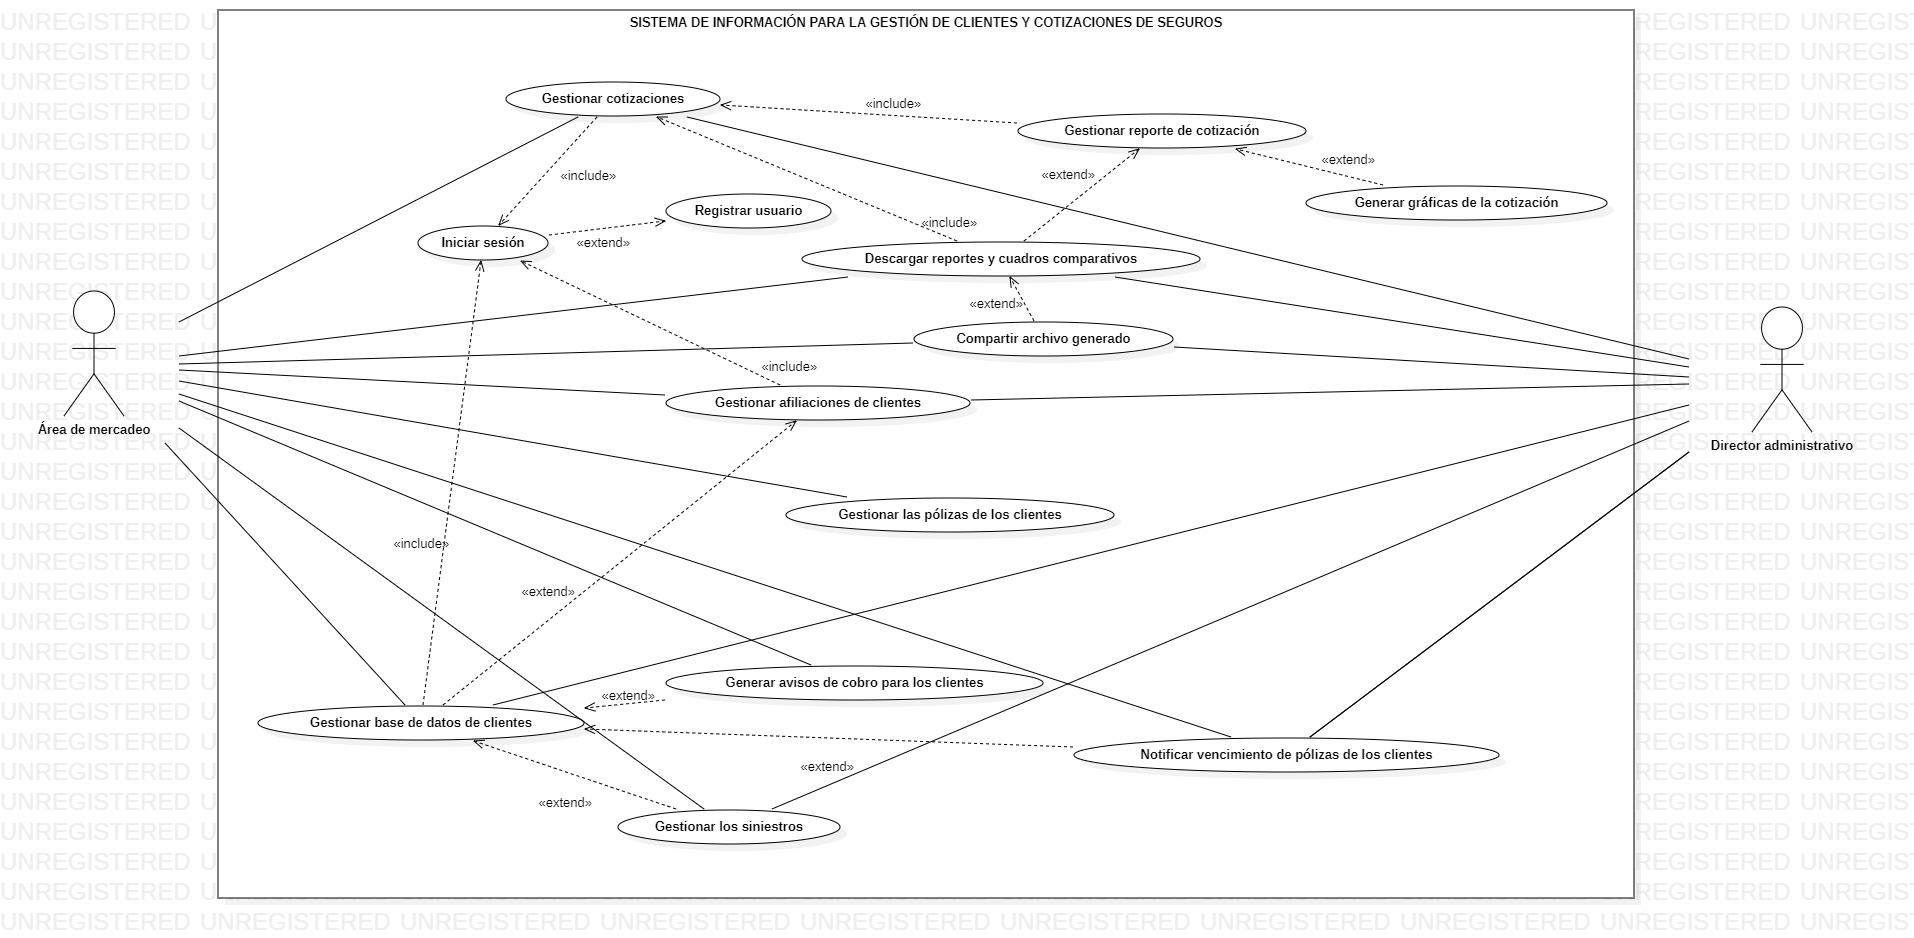 SISTEMA DE INFORMACIÓN PARA LA GESTIÓN DE CLIENTES Y COTIZACIONES DE SEGUROS
Gestionar cotizaciones
«include»
Gestionar reporte de cotización
«extend»
«include»
«extend»
Generar gráficas de la cotización
Registrar usuario
«include»
Iniciar sesión
«extend»
Descargar reportes y cuadros comparativos
«extend»
Compartir archivo generado
«include»
Gestionar afiliaciones de clientes
Área de mercadeo
Director administrativo
Gestionar las pólizas de los clientes
«include»
«extend»
Generar avisos de cobro para los clientes
«extend»
Gestionar base de datos de clientes
Notificar vencimiento de pólizas de los clientes
«extend»
«extend»
Gestionar los siniestros
UNREGISTERED UNREGISTERED UNREGISTERED UNREGISTERED UNREGISTERED UNREGISTERED UNREGISTERED UNREGISTERED UNREGISTERED UNREGIST